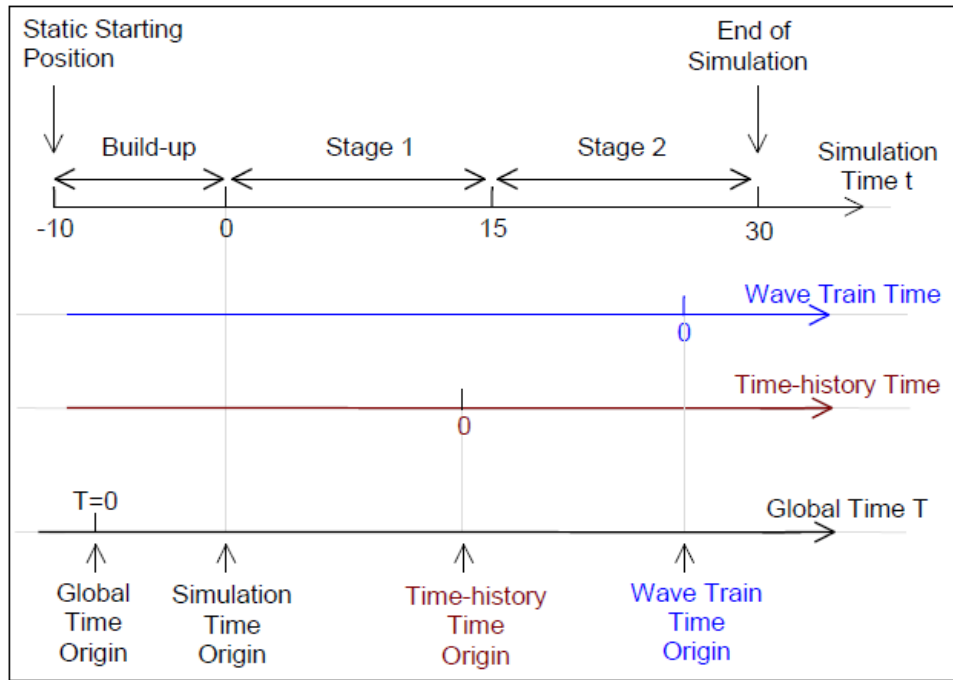 Static Starting
Position
End of
Simulation
Build-up
Stage 1
Stage 2
Simulation
Time t
-10
0
15
30
Wave Train Time
0
Time-history Time
0
T=0
Global Time T
Global
Time
Origin
Simulation
Time
Origin
Time-history
Time
Origin
Wave Train
Time
Origin